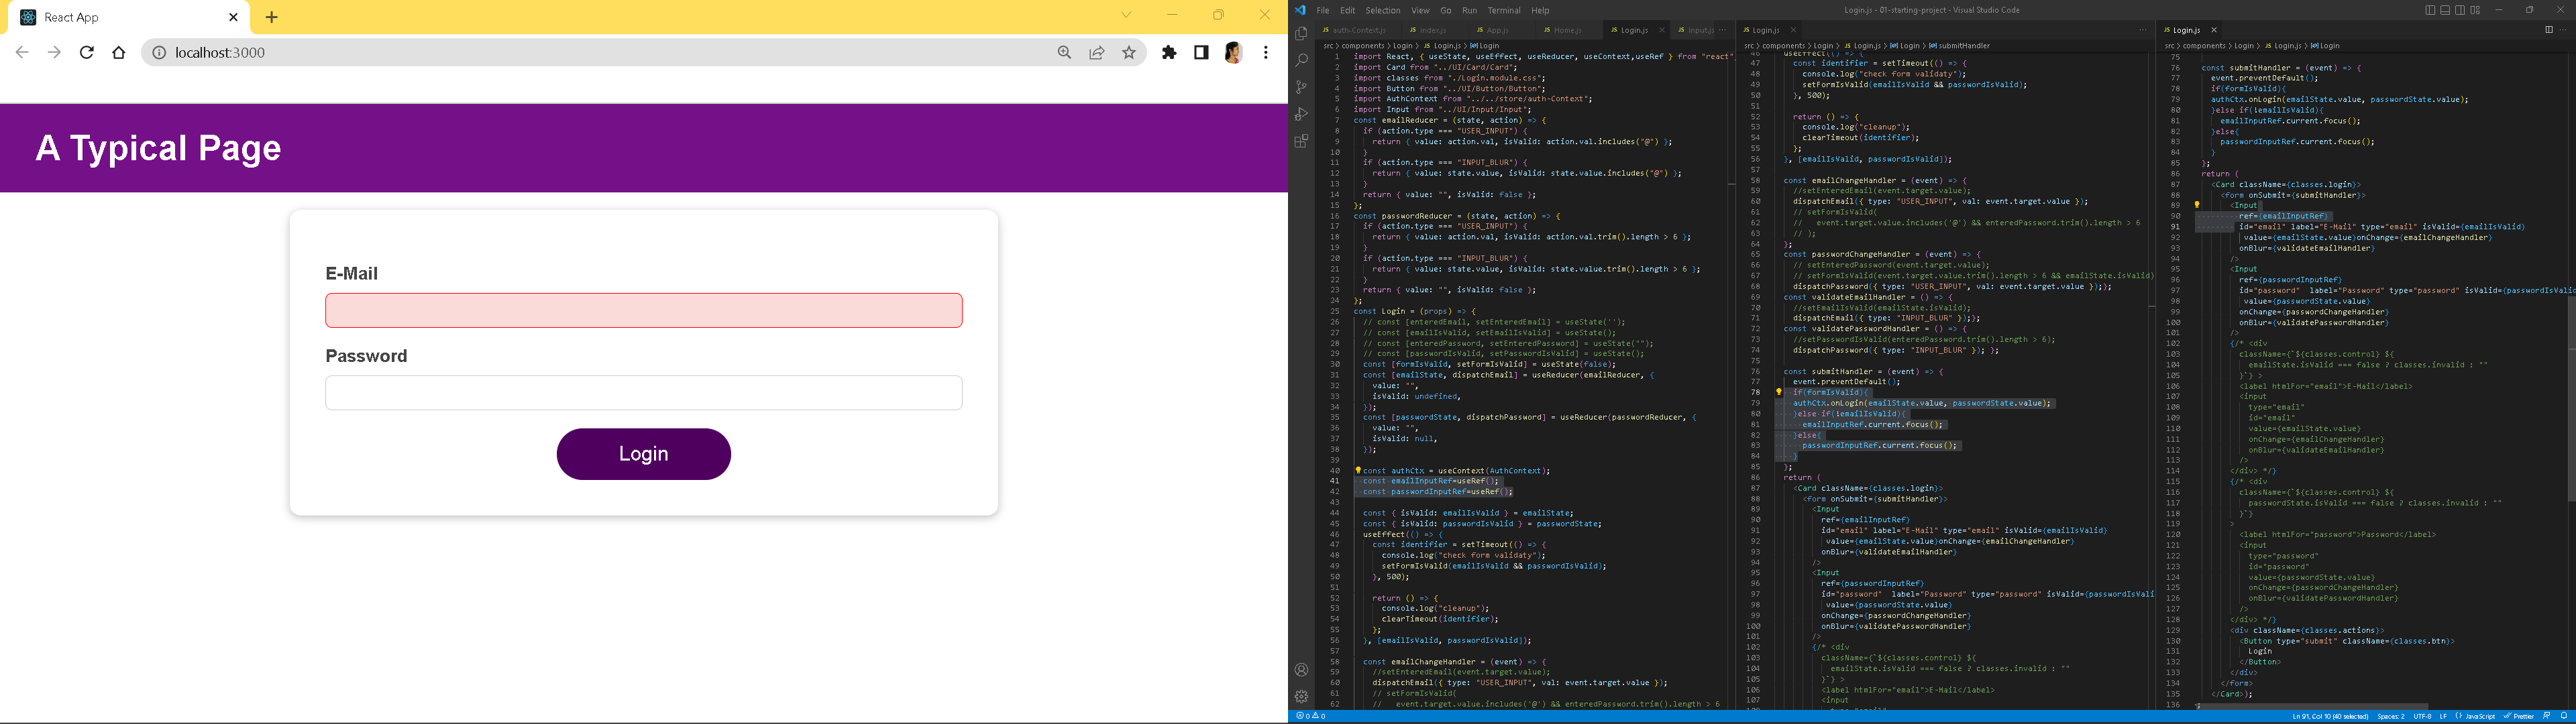 React App
localhost:3000
A Typical Page
E-Mail
Password
Login
File Edit Selection View Go Run Terminal Help
Login.js - 01-starting-project - Visual Studio Code
auth-Context.js index.js App.js Home.js Login.js Input.js ...
src > components > Login > Login.js > Login
1 import React, { useState, useEffect, useReducer, useContext,useRef } from "react"
2 import Card from "../UI/Card/Card";
3 import classes from "./Login.module.css";
4 import Button from "../UI/Button/Button";
5 import AuthContext from "../../store/auth-Context";
6 import Input from "../UI/Input/Input";
7 const emailReducer = (state, action) => {
8 if (action.type === "USER_INPUT") {
9 return { value: action.val, isValid: action.val.includes("@") };
10 }
11 if (action.type === "INPUT_BLUR") {
12 return { value: state.value, isValid: state.value.includes("@") };
13 }
14 return { value: "", isValid: false };
15 };
16 const passwordReducer = (state, action) => {
17 if (action.type === "USER_INPUT") {
18 return { value: action.val, isValid: action.val.trim().length > 6 };
19 }
20 if (action.type === "INPUT_BLUR") {
21 return { value: state.value, isValid: state.value.trim().length > 6 };
22 }
23 return { value: "", isValid: false };
24 };
25 const Login = (props) => {
26 // const [enteredEmail, setEnteredEmail] = useState('');
27 // const [emailIsValid, setEmailIsValid] = useState();
28 // const [enteredPassword, setEnteredPassword] = useState("");
29 // const [passwordIsValid, setPasswordIsValid] = useState();
30 const [formIsValid, setFormIsValid] = useState(false);
31 const [emailState, dispatchEmail] = useReducer(emailReducer, {
32 value: "",
33 isValid: undefined,
34 });
35 const [passwordState, dispatchPassword] = useReducer(passwordReducer, {
36 value: "",
37 isValid: null,
38 });
39
40 const authCtx = useContext(AuthContext);
41 const emailInputRef=useRef();
42 const passwordInputRef=useRef();
43
44 const { isValid: emailIsValid } = emailState;
45 const { isValid: passwordIsValid } = passwordState;
46 useEffect(() => {
47 const identifier = setTimeout(() => {
48 console.log("check form validaty");
49 setFormIsValid(emailIsValid && passwordIsValid);
50 }, 500);
51
52 return () => {
53 console.log("cleanup");
54 clearTimeout(identifier);
55 };
56 }, [emailIsValid, passwordIsValid]);
57
58 const emailChangeHandler = (event) => {
59 //setEnteredEmail(event.target.value);
60 dispatchEmail({ type: "USER_INPUT", val: event.target.value });
61 // setFormIsValid(
62 // event.target.value.includes('@') && enteredPassword.trim().length > 6
Login.js
src > components > Login > Login.js > Login > submitHandler
46 useEffect(() => {
47 const identifier = setTimeout(() => {
48 console.log("check form validaty");
49 setFormIsValid(emailIsValid && passwordIsValid);
50 }, 500);
51
52 return () => {
53 console.log("cleanup");
54 clearTimeout(identifier);
55 };
56 }, [emailIsValid, passwordIsValid]);
57
58 const emailChangeHandler = (event) => {
59 //setEnteredEmail(event.target.value);
60 dispatchEmail({ type: "USER_INPUT", val: event.target.value });
61 // setFormIsValid(
62 // event.target.value.includes('@') && enteredPassword.trim().length > 6
63 // );
64 };
65 const passwordChangeHandler = (event) => {
66 // setEnteredPassword(event.target.value);
67 // setFormIsValid(event.target.value.trim().length > 6 && emailState.isValid)
68 dispatchPassword({ type: "USER_INPUT", val: event.target.value });};
69 const validateEmailHandler = () => {
70 //setEmailIsValid(emailState.isValid);
71 dispatchEmail({ type: "INPUT_BLUR" });};
72 const validatePasswordHandler = () => {
73 //setPasswordIsValid(enteredPassword.trim().length > 6);
74 dispatchPassword({ type: "INPUT_BLUR" }); };
75
76 const submitHandler = (event) => {
77 event.preventDefault();
78 if(formIsValid){
79 authCtx.onLogin(emailState.value, passwordState.value);
80 }else if(!emailIsValid){
81 emailInputRef.current.focus();
82 }else{
83 passwordInputRef.current.focus();
84 }
85 };
86 return (
87 <Card className={classes.login}>
88 <form onSubmit={submitHandler}>
89 <Input
90 ref={emailInputRef}
91 id="email" label="E-Mail" type="email" isValid={emailIsValid}
92 value={emailState.value}onChange={emailChangeHandler}
93 onBlur={validateEmailHandler}
94 />
95 <Input
96 ref={passwordInputRef}
97 id="password" label="Password" type="password" isValid={passwordIsVali
98 value={passwordState.value}
99 onChange={passwordChangeHandler}
100 onBlur={validatePasswordHandler}
101 />
102 {/* <div
103 className={`${classes.control} ${
104 emailState.isValid === false ? classes.invalid : ""
105 }`} >
106 <label htmlFor="email">E-Mail</label>
107 <input
Login.js
src > components > Login > Login.js > Login
75
76 const submitHandler = (event) => {
77 event.preventDefault();
78 if(formIsValid){
79 authCtx.onLogin(emailState.value, passwordState.value);
80 }else if(!emailIsValid){
81 emailInputRef.current.focus();
82 }else{
83 passwordInputRef.current.focus();
84 }
85 };
86 return (
87 <Card className={classes.login}>
88 <form onSubmit={submitHandler}>
89 <Input
90 ref={emailInputRef}
91 id="email" label="E-Mail" type="email" isValid={emailIsValid}
92 value={emailState.value}onChange={emailChangeHandler}
93 onBlur={validateEmailHandler}
94 />
95 <Input
96 ref={passwordInputRef}
97 id="password" label="Password" type="password" isValid={passwordIsValid
98 value={passwordState.value}
99 onChange={passwordChangeHandler}
100 onBlur={validatePasswordHandler}
101 />
102 {/* <div
103 className={`${classes.control} ${
104 emailState.isValid === false ? classes.invalid : ""
105 }`} >
106 <label htmlFor="email">E-Mail</label>
107 <input
108 type="email"
109 id="email"
110 value={emailState.value}
111 onChange={emailChangeHandler}
112 onBlur={validateEmailHandler}
113 />
114 </div> */}
115 {/* <div
116 className={`${classes.control} ${
117 passwordState.isValid === false ? classes.invalid : ""
118 }`}
119 >
120 <label htmlFor="password">Password</label>
121 <input
122 type="password"
123 id="password"
124 value={passwordState.value}
125 onChange={passwordChangeHandler}
126 onBlur={validatePasswordHandler}
127 />
128 </div> */}
129 <div className={classes.actions}>
130 <Button type="submit" className={classes.btn}>
131 Login
132 </Button>
133 </div>
134 </form>
135 </Card>);
136
0 0
Ln 91, Col 10 (40 selected) Spaces: 2 UTF-8 LF {} JavaScript Prettier